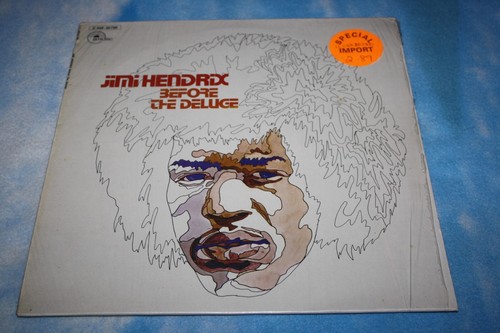 JIMI HENDRIX
BEFORE
THE DELUGE
SPECIAL
IMPORT